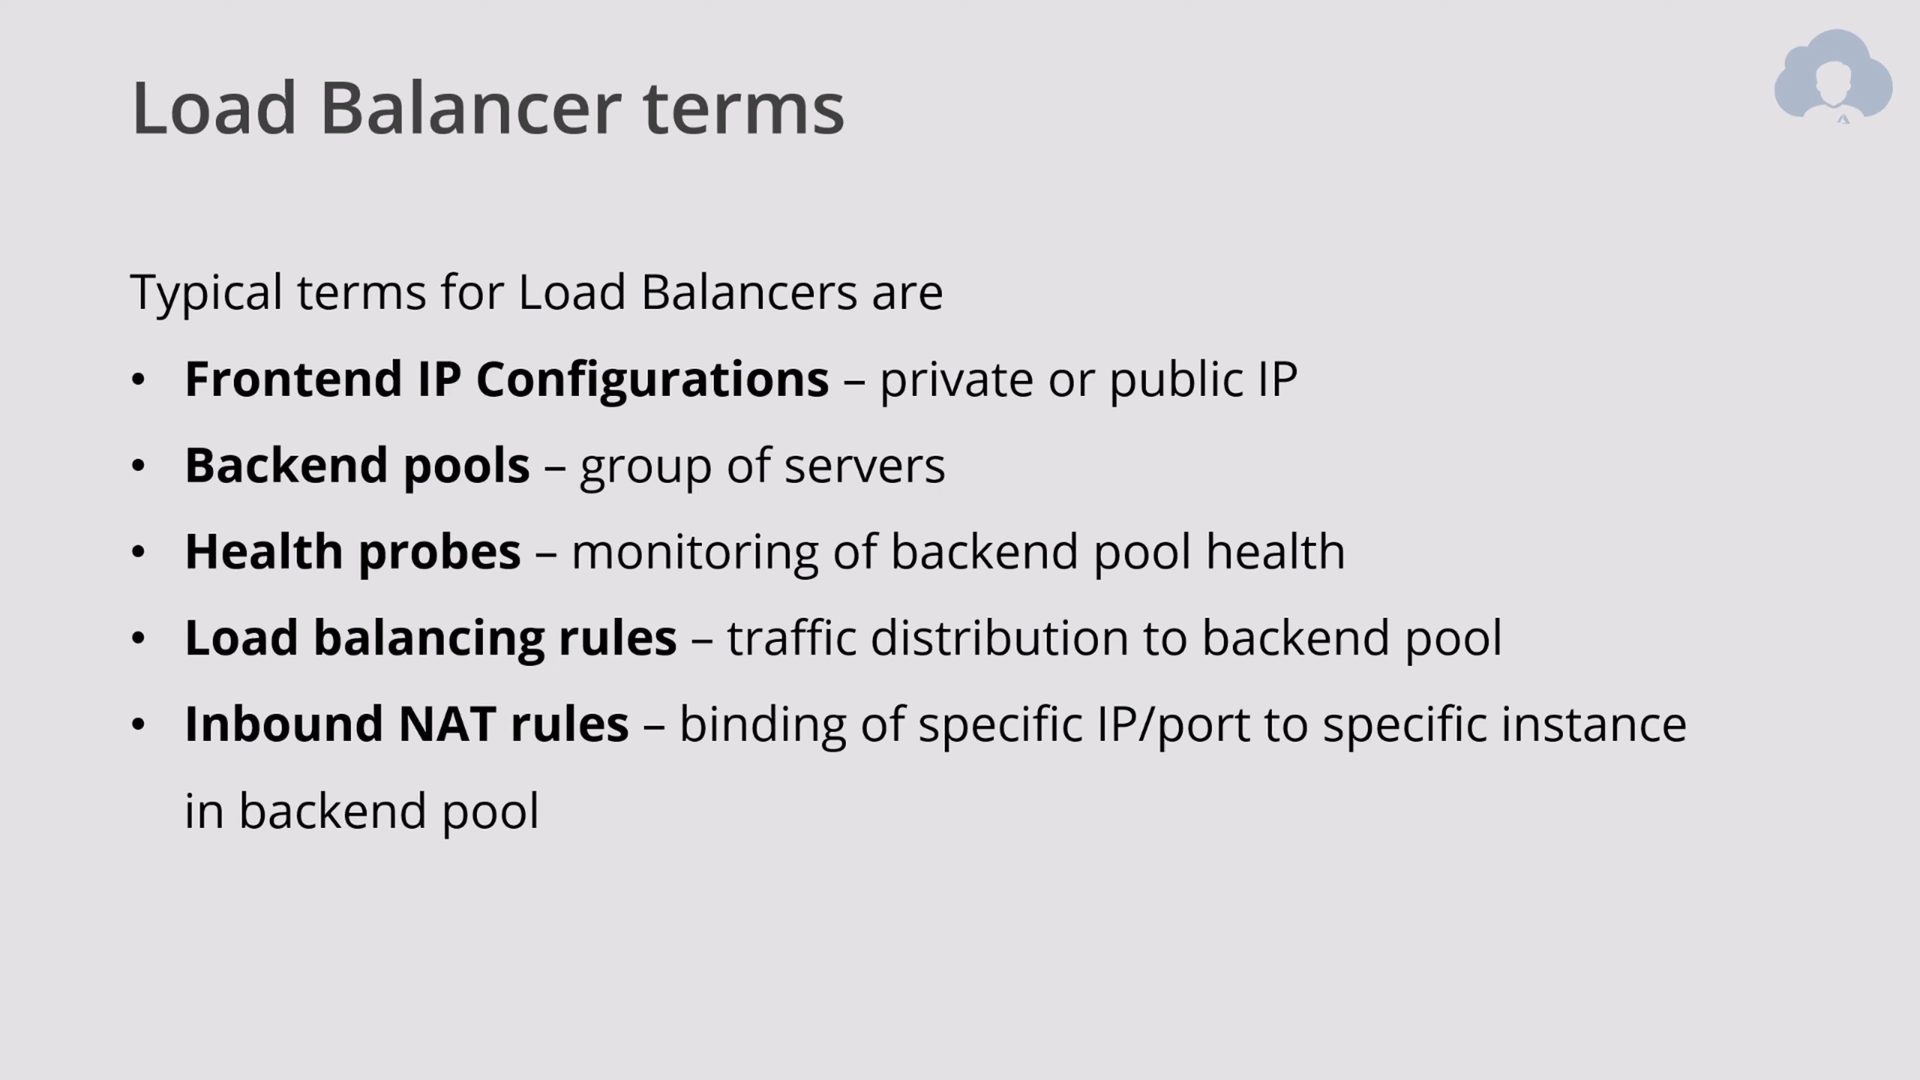 Load Balancer terms
Typical terms for Load Balancers are
• Frontend IP Configurations – private or public IP
• Backend pools – group of servers
• Health probes – monitoring of backend pool health
• Load balancing rules – traffic distribution to backend pool
• Inbound NAT rules – binding of specific IP/port to specific instance
in backend pool